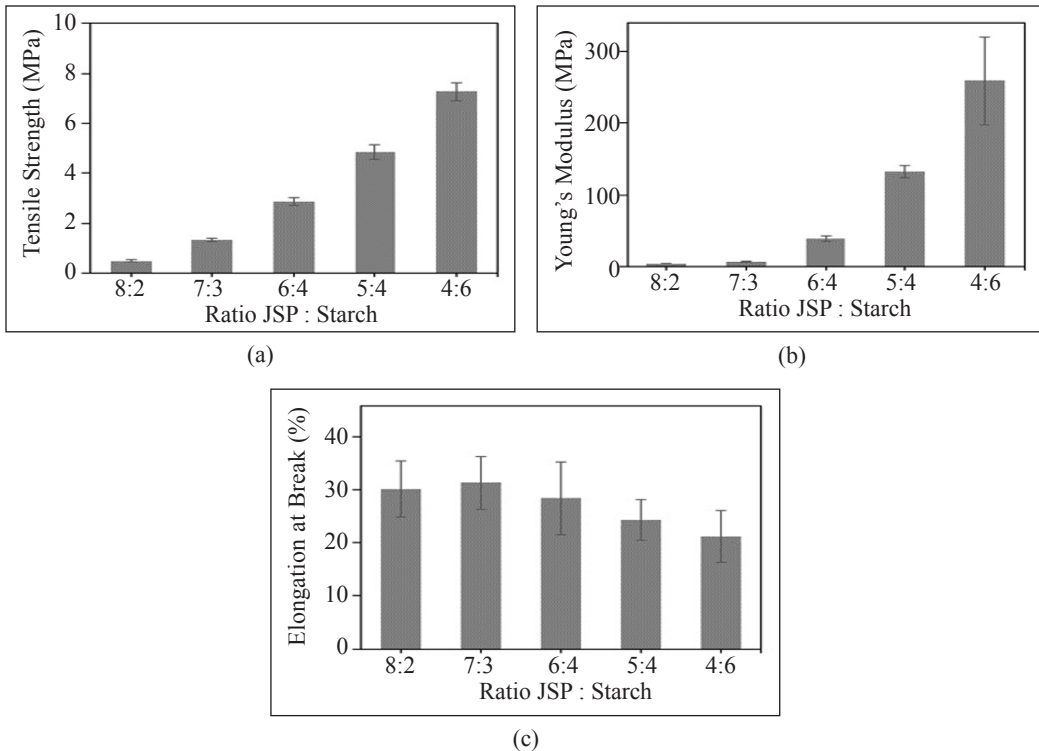 10
8
6
4
2
0
Tensile Strength (MPa)
8:2 7:3 6:4 5:4 4:6
Ratio JSP : Starch
(a)
300
200
100
0
Young's Modulus (MPa)
8:2 7:3 6:4 5:4 4:6
Ratio JSP : Starch
(b)
40
30
20
10
0
Elongation at Break (%)
8:2 7:3 6:4 5:4 4:6
Ratio JSP : Starch
(c)